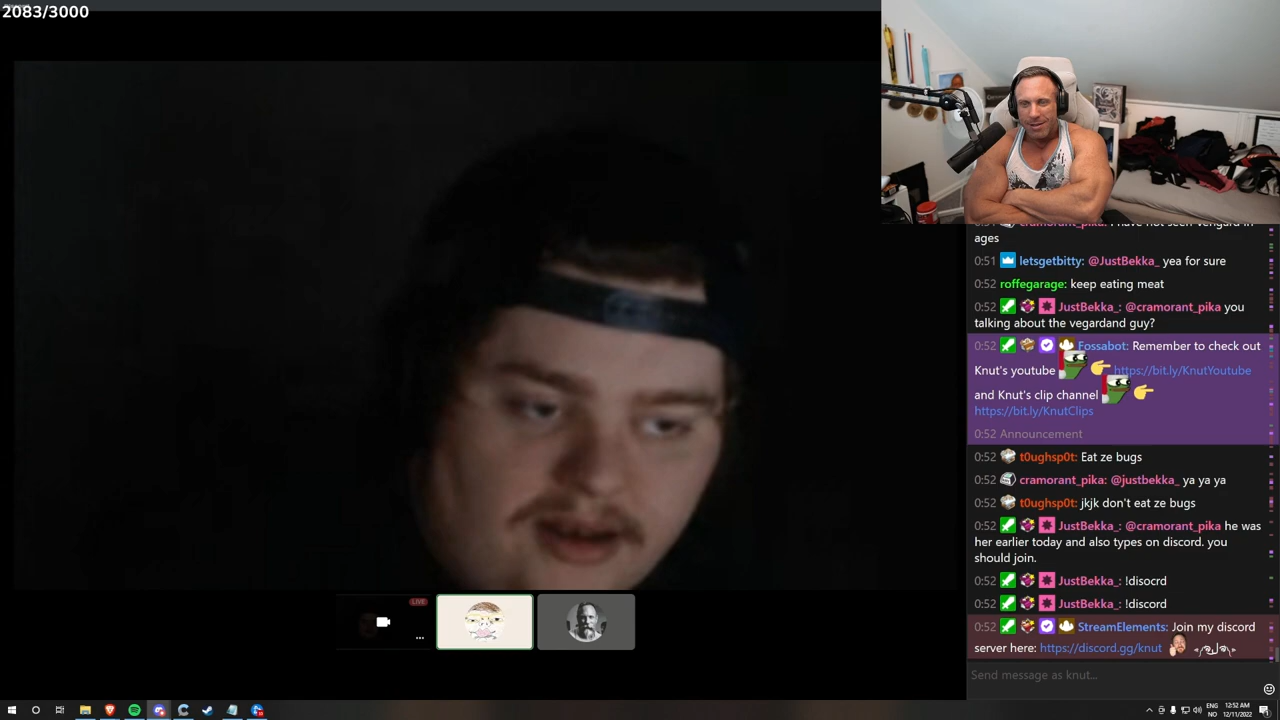 2083/3000
LIVE
ages
0:51 letsgetbitty: @JustBekka_ yea for sure
0:52 roffegarage: keep eating meat
0:52 JustBekka_: @cramorant_pika you
talking about the vegardand guy?
0:52 Fossabot: Remember to check out
Knut's youtube https://bit.ly/KnutYoutube
and Knut's clip channel
https://bit.ly/KnutClips
0:52 Announcement
0:52 t0ughsp0t: Eat ze bugs
0:52 cramorant_pika: @justbekka_ ya ya ya
0:52 t0ughsp0t: jkjk don't eat ze bugs
0:52 JustBekka_: @cramorant_pika he was
her earlier today and also types on discord. you
should join.
0:52 JustBekka_: !disocrd
0:52 JustBekka_: !discord
0:52 StreamElements: Join my discord
server here: https://discord.gg/knut
Send message as knut...
ENG 12:52 AM
NO 12/11/2022